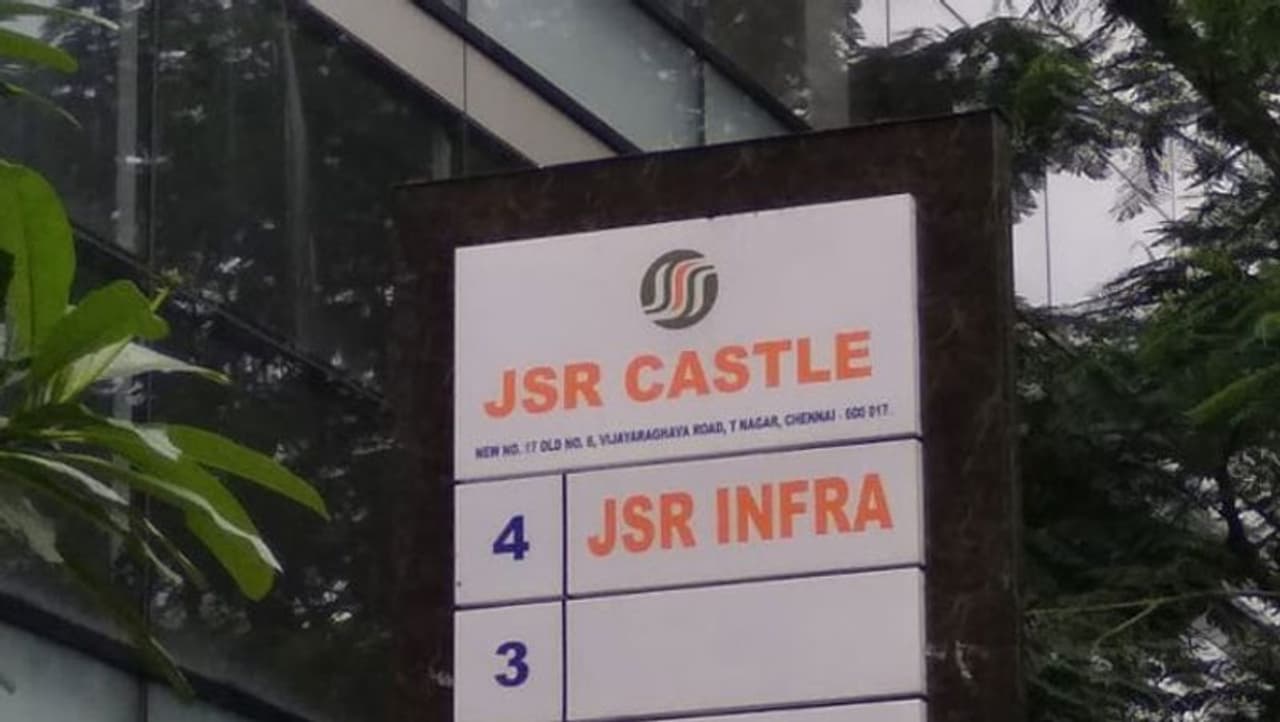 JSR CASTLE
NEW NO. 17 OLD NO. 6, VIJAYARAGHAVA ROAD, T NAGAR, CHENNAI - 600 017.
4 JSR INFRA
3